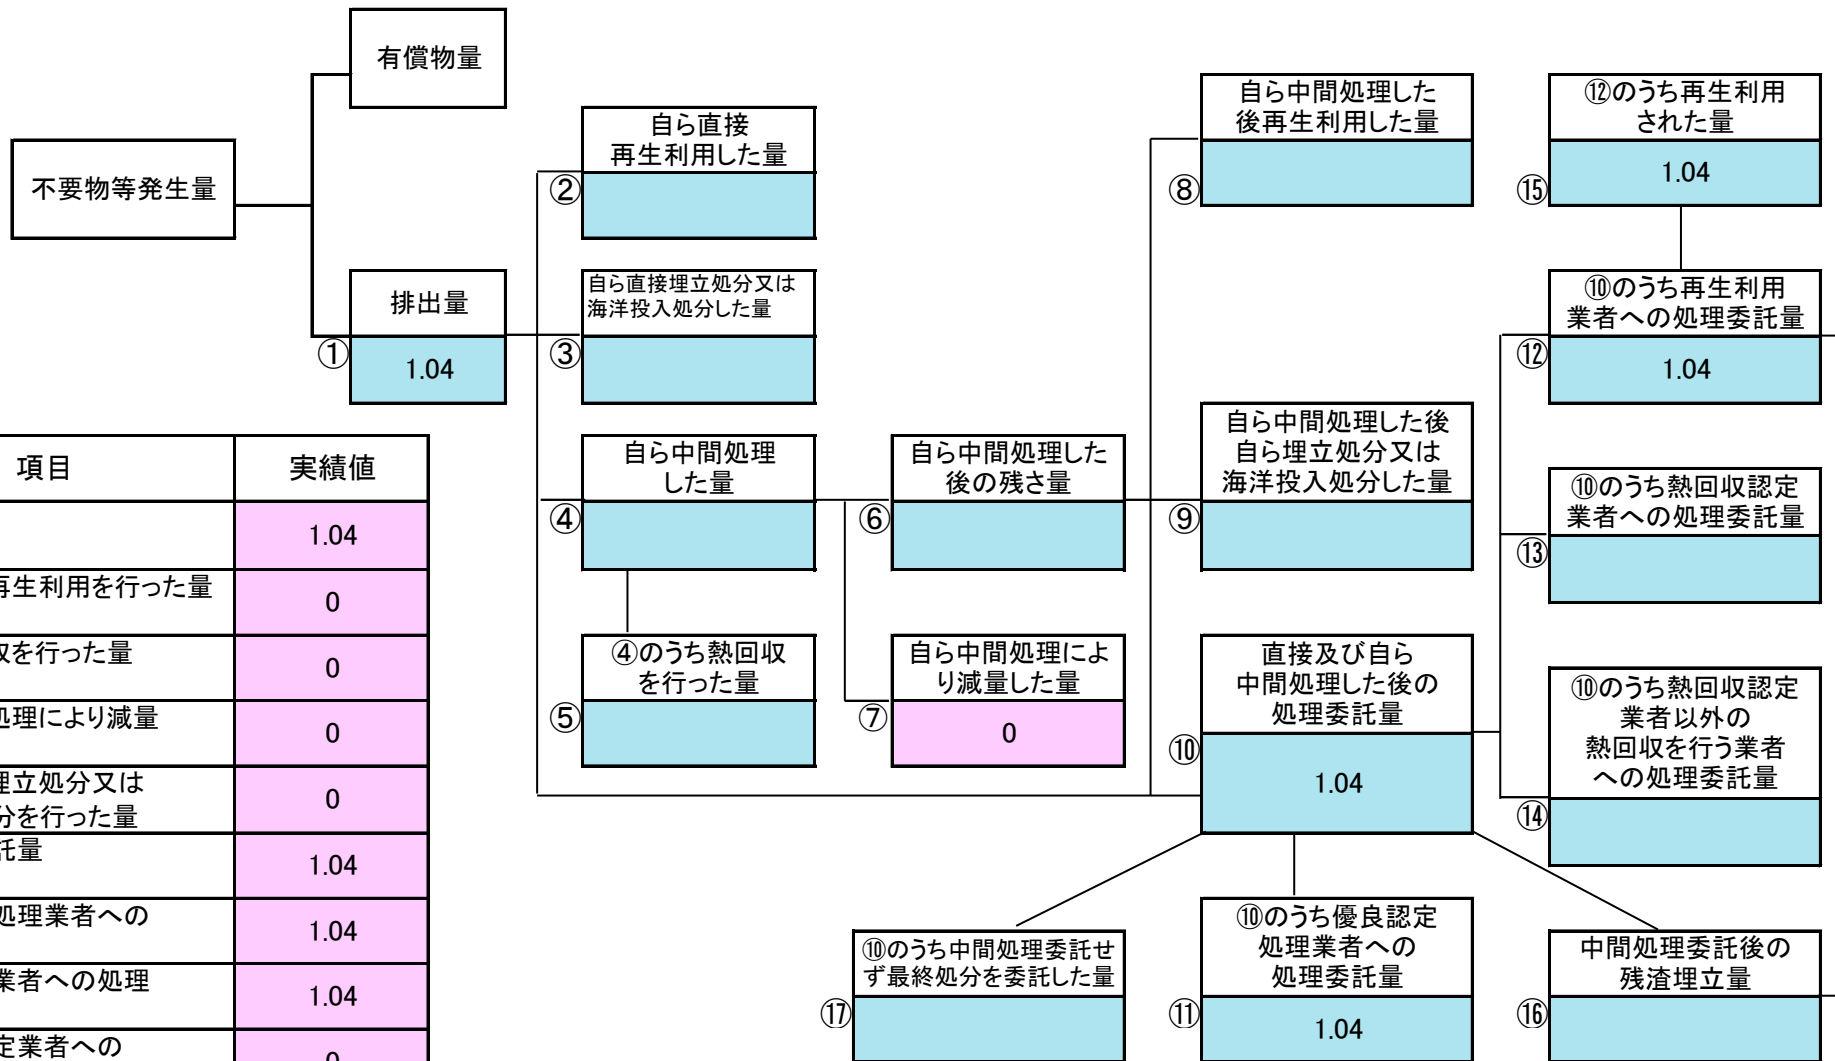 有償物量
不要物等発生量
排出量
①
1.04
自ら直接
再生利用した量
②
自ら直接埋立処分又は
海洋投入処分した量
③
自ら中間処理
した量
④
④のうち熱回収
を行った量
⑤
自ら中間処理した
後の残さ量
⑥
自ら中間処理によ
り減量した量
⑦
0
自ら中間処理した
後再生利用した量
⑧
自ら中間処理した後
自ら埋立処分又は
海洋投入処分した量
⑨
直接及び自ら
中間処理した後の
処理委託量
⑩
1.04
⑫のうち再生利用
された量
⑮
1.04
⑩のうち再生利用
業者への処理委託量
⑫
1.04
⑩のうち熱回収認定
業者への処理委託量
⑬
⑩のうち熱回収認定
業者以外の
熱回収を行う業者
への処理委託量
⑭
⑩のうち中間処理委託せ
ず最終処分を委託した量
⑰
⑩のうち優良認定
処理業者への
処理委託量
⑪
1.04
中間処理委託後の
残渣埋立量
⑯
項目 実績値
1.04
再生利用を行った量 0
収を行った量 0
処理により減量 0
埋立処分又は
分を行った量 0
託量 1.04
処理業者への 1.04
業者への処理 1.04
定業者への 0